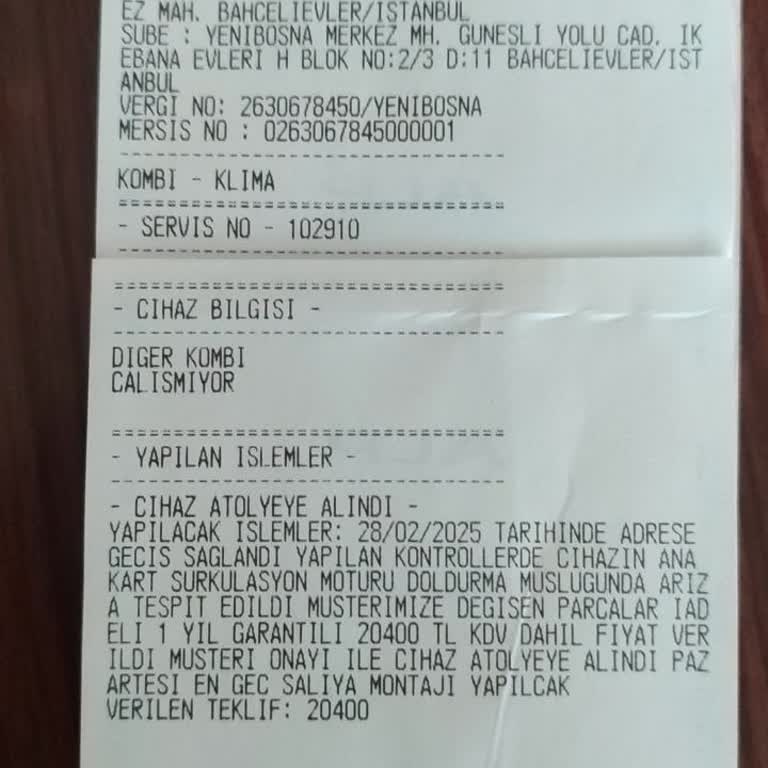 EZ MAH. BAHCELIEVLER/ISTANBUL
SUBE : YENIBOSNA MERKEZ MH. GUNESLI YOLU CAD. IK
EBANA EVLERI H BLOK NO:2/3 D:11 BAHCELIEVLER/IST
ANBUL
VERGI NO: 2630678450/YENIBOSNA
MERSIS NO : 0263067845000001
--------------------------------
KOMBI - KLIMA
================================
- SERVIS NO - 102910
--------------------------------
================================
- CIHAZ BILGISI -
--------------------------------
DIGER KOMBI
CALISMIYOR
================================
- YAPILAN ISLEMLER -
--------------------------------
- CIHAZ ATOLYEYE ALINDI -
YAPILACAK ISLEMLER: 28/02/2025 TARIHINDE ADRESE
GECIS SAGLANDI YAPILAN KONTROLLERDE CIHAZIN ANA
KART SURKULASYON MOTURU DOLDURMA MUSLUGUNDA ARIZ
A TESPIT EDILDI MUSTERIMIZE DEGISEN PARCALAR IAD
ELI 1 YIL GARANTILI 20400 TL KDV DAHIL FIYAT VER
ILDI MUSTERI ONAYI ILE CIHAZ ATOLYEYE ALINDI PAZ
ARTESI EN GEC SALIYA MONTAJI YAPILCAK
VERILEN TEKLIF: 20400